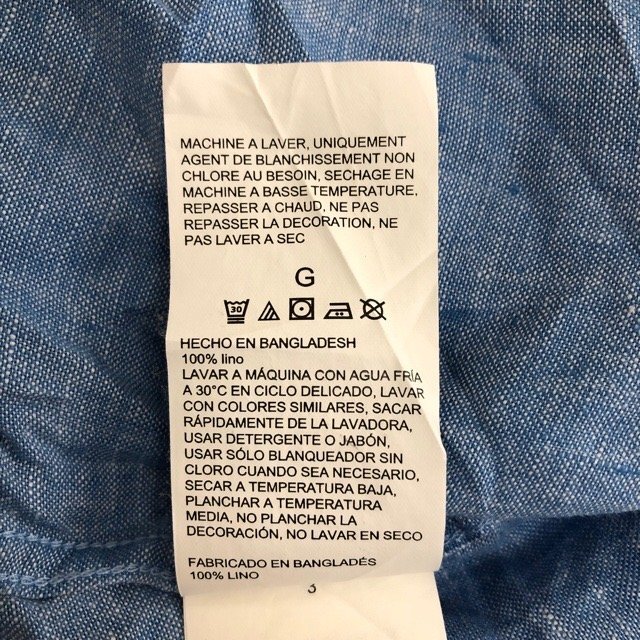 MACHINE A LAVER, UNIQUEMENT
AGENT DE BLANCHISSEMENT NON
CHLORE AU BESOIN, SECHAGE EN
MACHINE A BASSE TEMPERATURE,
REPASSER A CHAUD, NE PAS
REPASSER LA DECORATION, NE
PAS LAVER A SEC
G
30
HECHO EN BANGLADESH
100% lino
LAVAR A MÁQUINA CON AGUA FRÍA
A 30°C EN CICLO DELICADO, LAVAR
CON COLORES SIMILARES, SACAR
RÁPIDAMENTE DE LA LAVADORA,
USAR DETERGENTE O JABÓN,
USAR SÓLO BLANQUEADOR SIN
CLORO CUANDO SEA NECESARIO,
SECAR A TEMPERATURA BAJA,
PLANCHAR A TEMPERATURA
MEDIA, NO PLANCHAR LA
DECORACIÓN, NO LAVAR EN SECO
FABRICADO EN BANGLADÉS
100% LINO
3